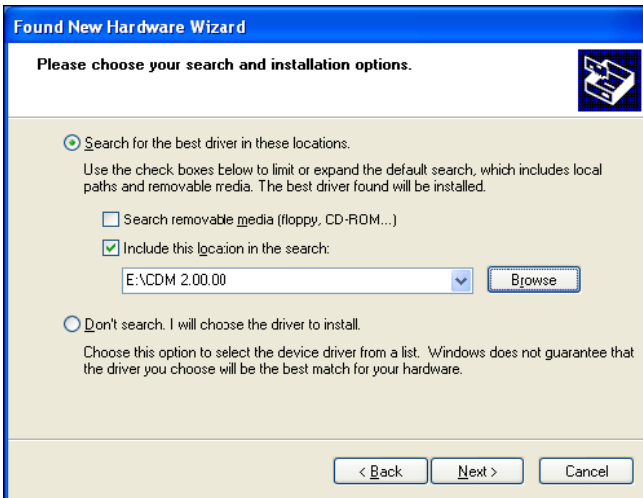 Found New Hardware Wizard
Please choose your search and installation options.
Search for the best driver in these locations.
Use the check boxes below to limit or expand the default search, which includes local
paths and removable media. The best driver found will be installed.
Search removable media (floppy, CD-ROM...)
Include this location in the search:
E:\CDM 2.00.00
Browse
Don't search. I will choose the driver to install.
Choose this option to select the device driver from a list. Windows does not guarantee that
the driver you choose will be the best match for your hardware.
< Back
Next >
Cancel